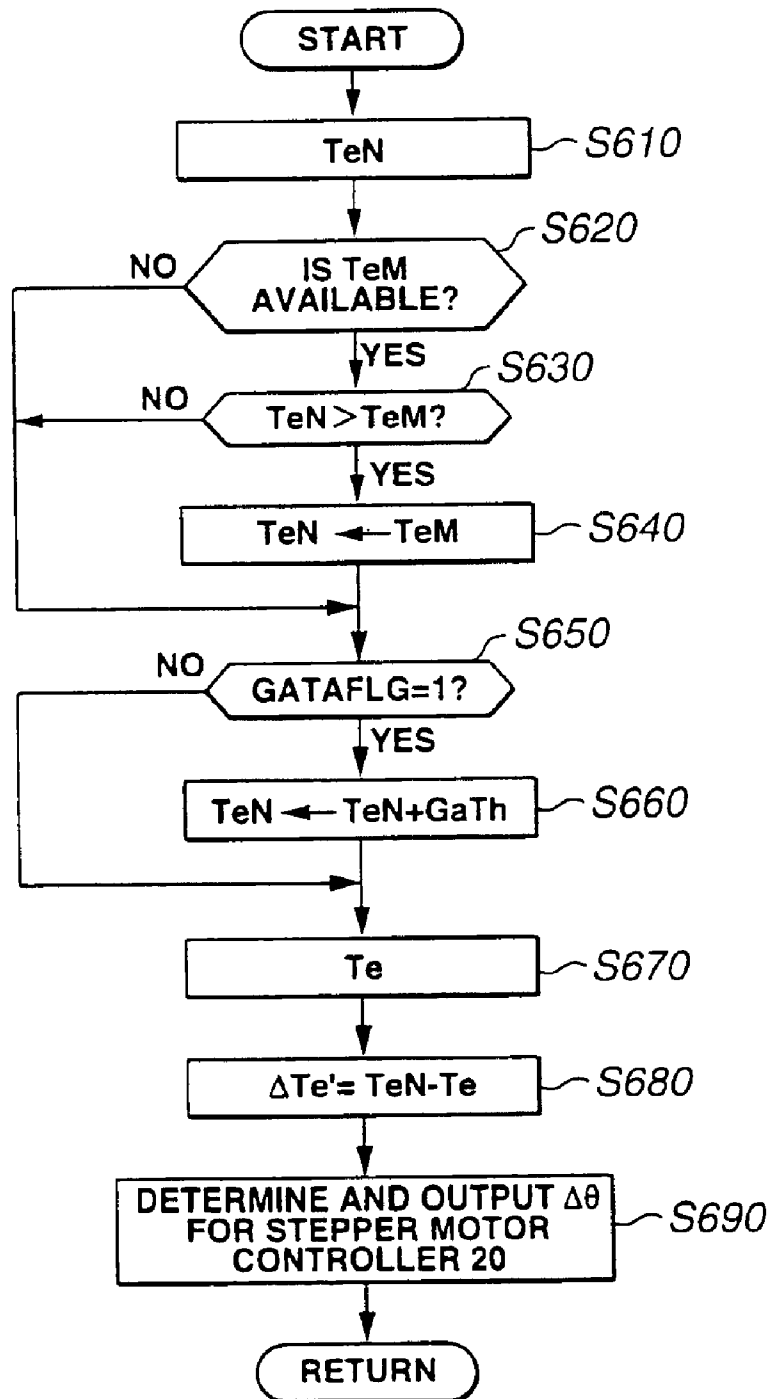 START
TeN
S610
S620
NO
IS TeM
AVAILABLE?
YES
S630
NO
TeN > TeM?
YES
TeN ← TeM
S640
S650
NO
GATAFLG=1?
YES
TeN ← TeN+GaTh
S660
Te
S670
ΔTe'= TeN-Te
S680
DETERMINE AND OUTPUT Δθ
FOR STEPPER MOTOR
CONTROLLER 20
S690
RETURN